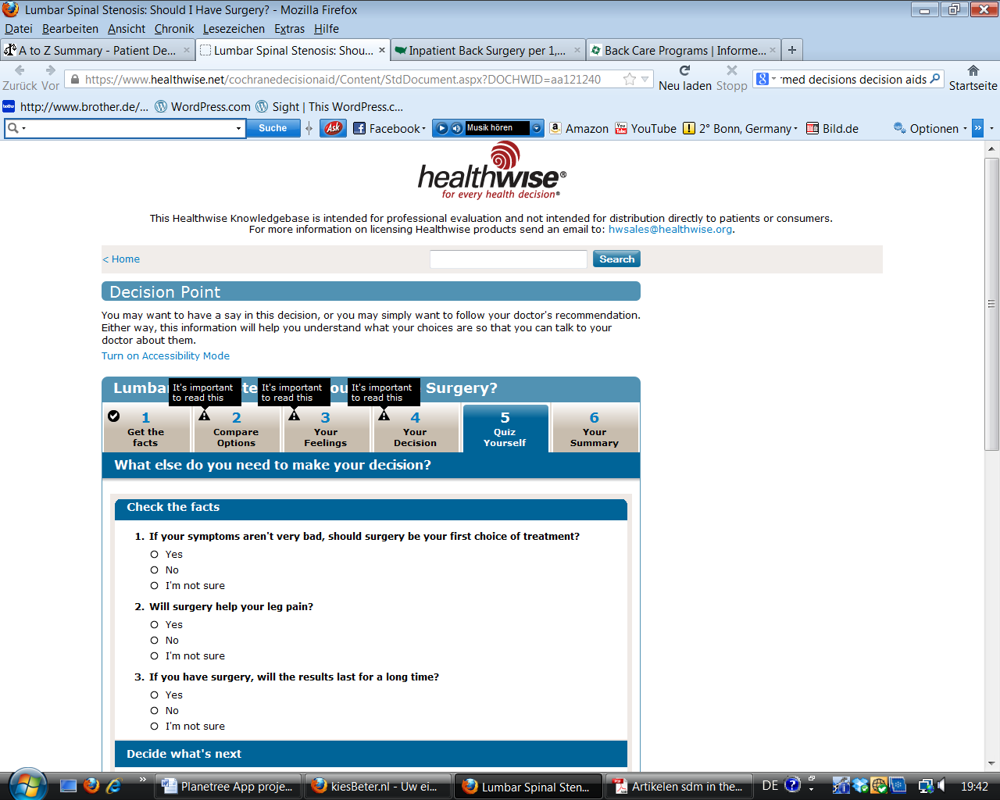 Lumbar Spinal Stenosis: Should I Have Surgery? - Mozilla Firefox
Datei Bearbeiten Ansicht Chronik Lesezeichen Extras Hilfe
A to Z Summary - Patient De... Lumbar Spinal Stenosis: Shou... Inpatient Back Surgery per 1,... Back Care Programs | Informe...
Zurück Vor https://www.healthwise.net/cochranedecisionaid/Content/StdDocument.aspx?DOCHWID=aa121240 Neu laden Stopp med decisions decision aids Startseite
http://www.brother.de/... WordPress.com Sight | This WordPress.c...
Suche Ask Facebook Musik hören Amazon YouTube 2° Bonn, Germany Bild.de Optionen
healthwise®
for every health decision®
This Healthwise Knowledgebase is intended for professional evaluation and not intended for distribution directly to patients or consumers.
For more information on licensing Healthwise products send an email to: hwsales@healthwise.org.
< Home Search
Decision Point
You may want to have a say in this decision, or you may simply want to follow your doctor's recommendation.
Either way, this information will help you understand what your choices are so that you can talk to your
doctor about them.
Turn on Accessibility Mode
Surgery?
It's important to read this
It's important to read this
It's important to read this
1 Get the facts
2 Compare Options
3 Your Feelings
4 Your Decision
5 Quiz Yourself
6 Your Summary
What else do you need to make your decision?
Check the facts
1. If your symptoms aren't very bad, should surgery be your first choice of treatment?
Yes
No
I'm not sure
2. Will surgery help your leg pain?
Yes
No
I'm not sure
3. If you have surgery, will the results last for a long time?
Yes
No
I'm not sure
Decide what's next
Planetree App proje... kiesBeter.nl - Uw ei... Lumbar Spinal Sten... Artikelen sdm in the... DE 19:42